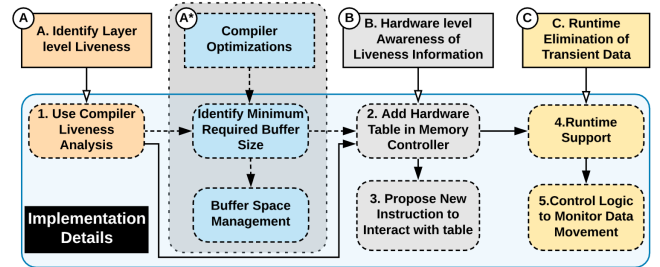 A
A. Identify Layer
level Liveness
A*
Compiler
Optimizations
B
B. Hardware level
Awareness of
Liveness Information
C
C. Runtime
Elimination of
Transient Data
1. Use Compiler
Liveness
Analysis
Identify Minimum
Required Buffer
Size
2. Add Hardware
Table in Memory
Controller
4.Runtime
Support
Buffer Space
Management
3. Propose New
Instruction to
Interact with table
5.Control Logic
to Monitor Data
Movement
Implementation
Details